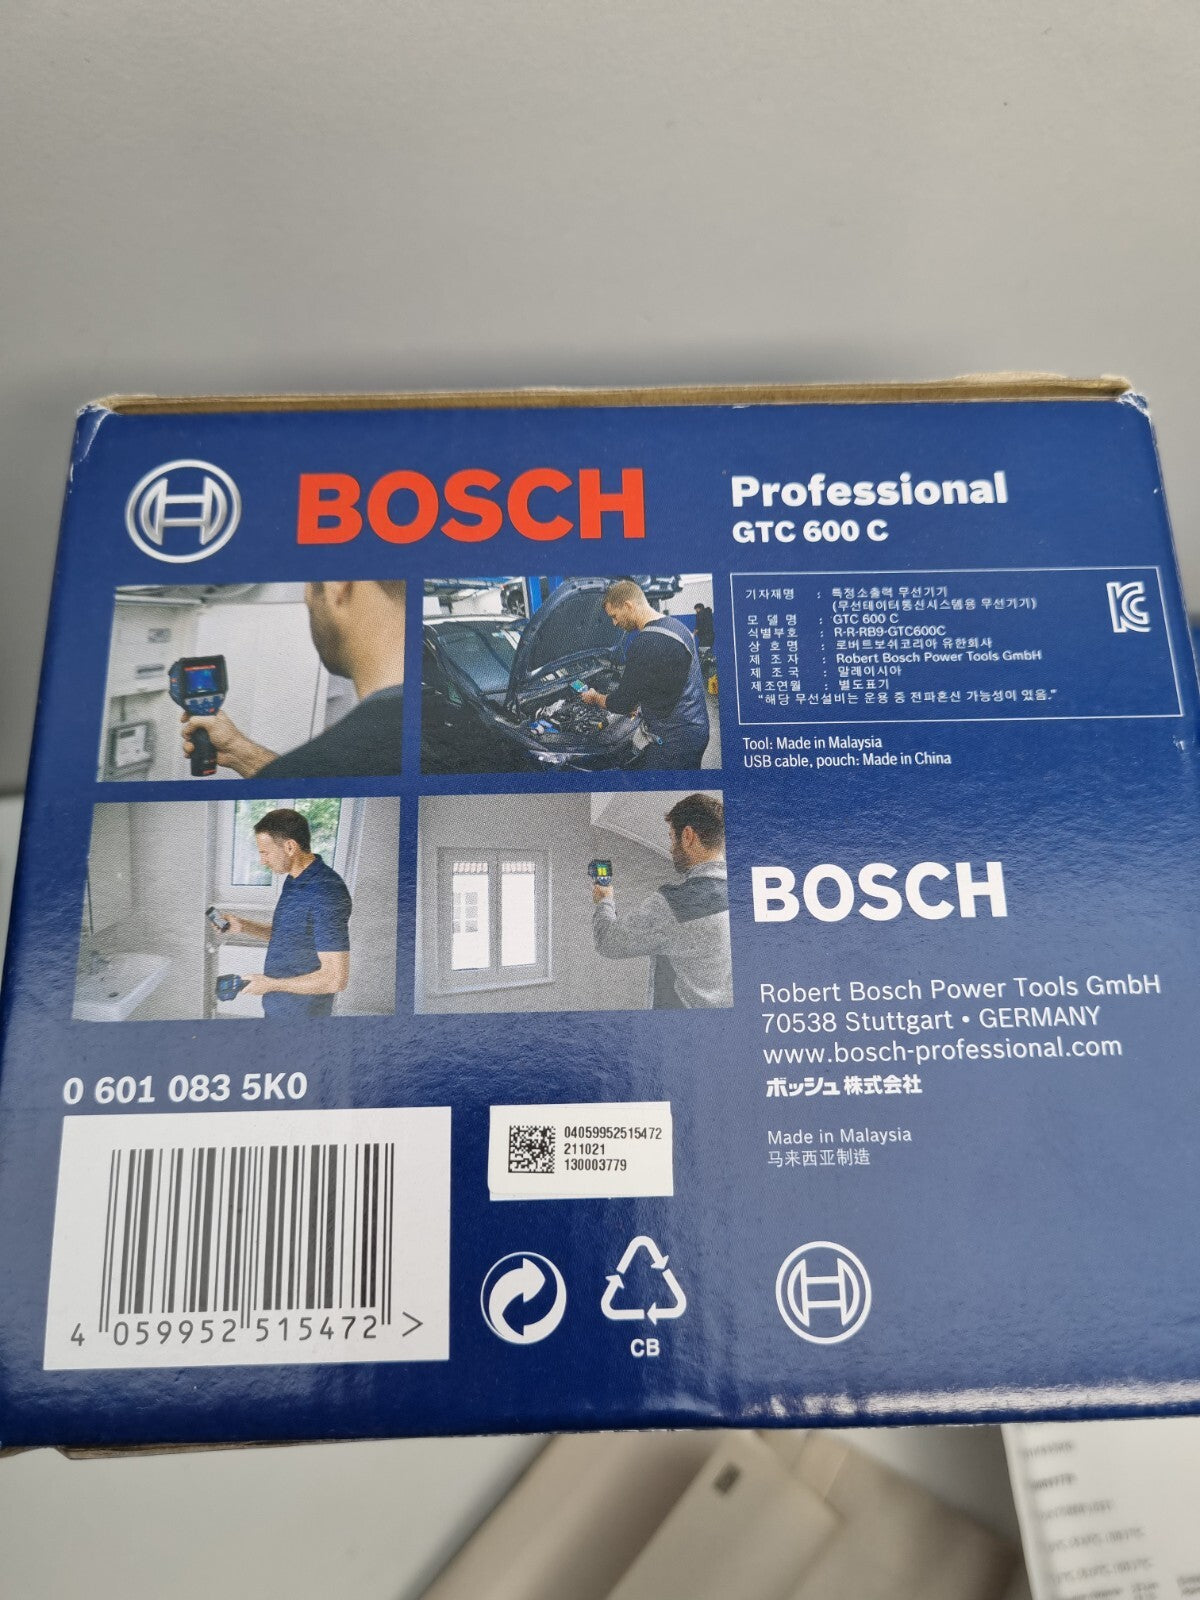 BOSCH
Professional
GTC 600 C
기자재명 : 특정소출력 무선기기
(무선데이터통신시스템용 무선기기)
모 델 명 : GTC 600 C
식별부호 : R-R-RB9-GTC600C
상 호 명 : 로버트보쉬코리아 유한회사
제 조 자 : Robert Bosch Power Tools GmbH
제 조 국 : 말레이시아
제조연월 : 별도표기
"해당 무선설비는 운용 중 전파혼신 가능성이 있음."
Tool: Made in Malaysia
USB cable, pouch: Made in China
BOSCH
Robert Bosch Power Tools GmbH
70538 Stuttgart • GERMANY
www.bosch-professional.com
ボッシュ株式会社
Made in Malaysia
马来西亚制造
0 601 083 5K0
4 059952 515472 >
04059952515472
211021
130003779
CB